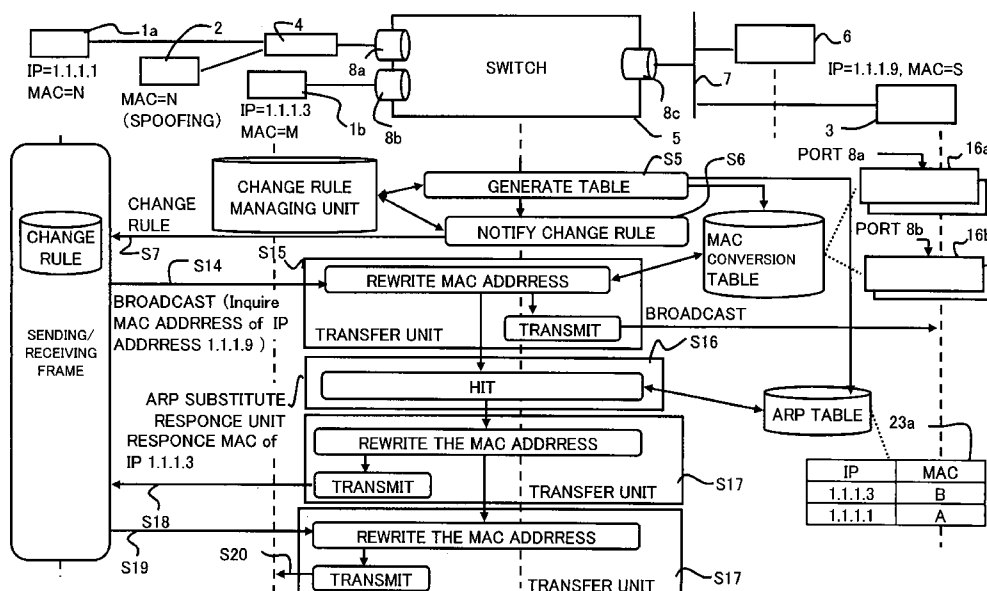 1a
2
4
8a
SWITCH
6
IP=1.1.1.1
MAC=N
MAC=N
(SPOOFING)
IP=1.1.1.3
MAC=M
1b
8b
8c
5
7
IP=1.1.1.9, MAC=S
3
S5
S6
PORT 8a
16a
CHANGE RULE
MANAGING UNIT
GENERATE TABLE
NOTIFY CHANGE RULE
CHANGE
RULE
CHANGE
RULE
S7
S15
S14
MAC
CONVERSION
TABLE
PORT 8b
16b
REWRITE MAC ADDRRESS
BROADCAST (Inquire
MAC ADDRRESS of IP
ADDRRESS 1.1.1.9 )
TRANSFER UNIT
TRANSMIT
BROADCAST
SENDING/
RECEIVING
FRAME
S16
HIT
ARP SUBSTITUTE
RESPONCE UNIT
ARP TABLE
23a
RESPONCE MAC of
IP 1.1.1.3
REWRITE THE MAC ADDRRESS
TRANSMIT
TRANSFER UNIT
S17
S18
IP MAC
1.1.1.3 B
1.1.1.1 A
S19
REWRITE THE MAC ADDRRESS
S20
TRANSMIT
TRANSFER UNIT
S17